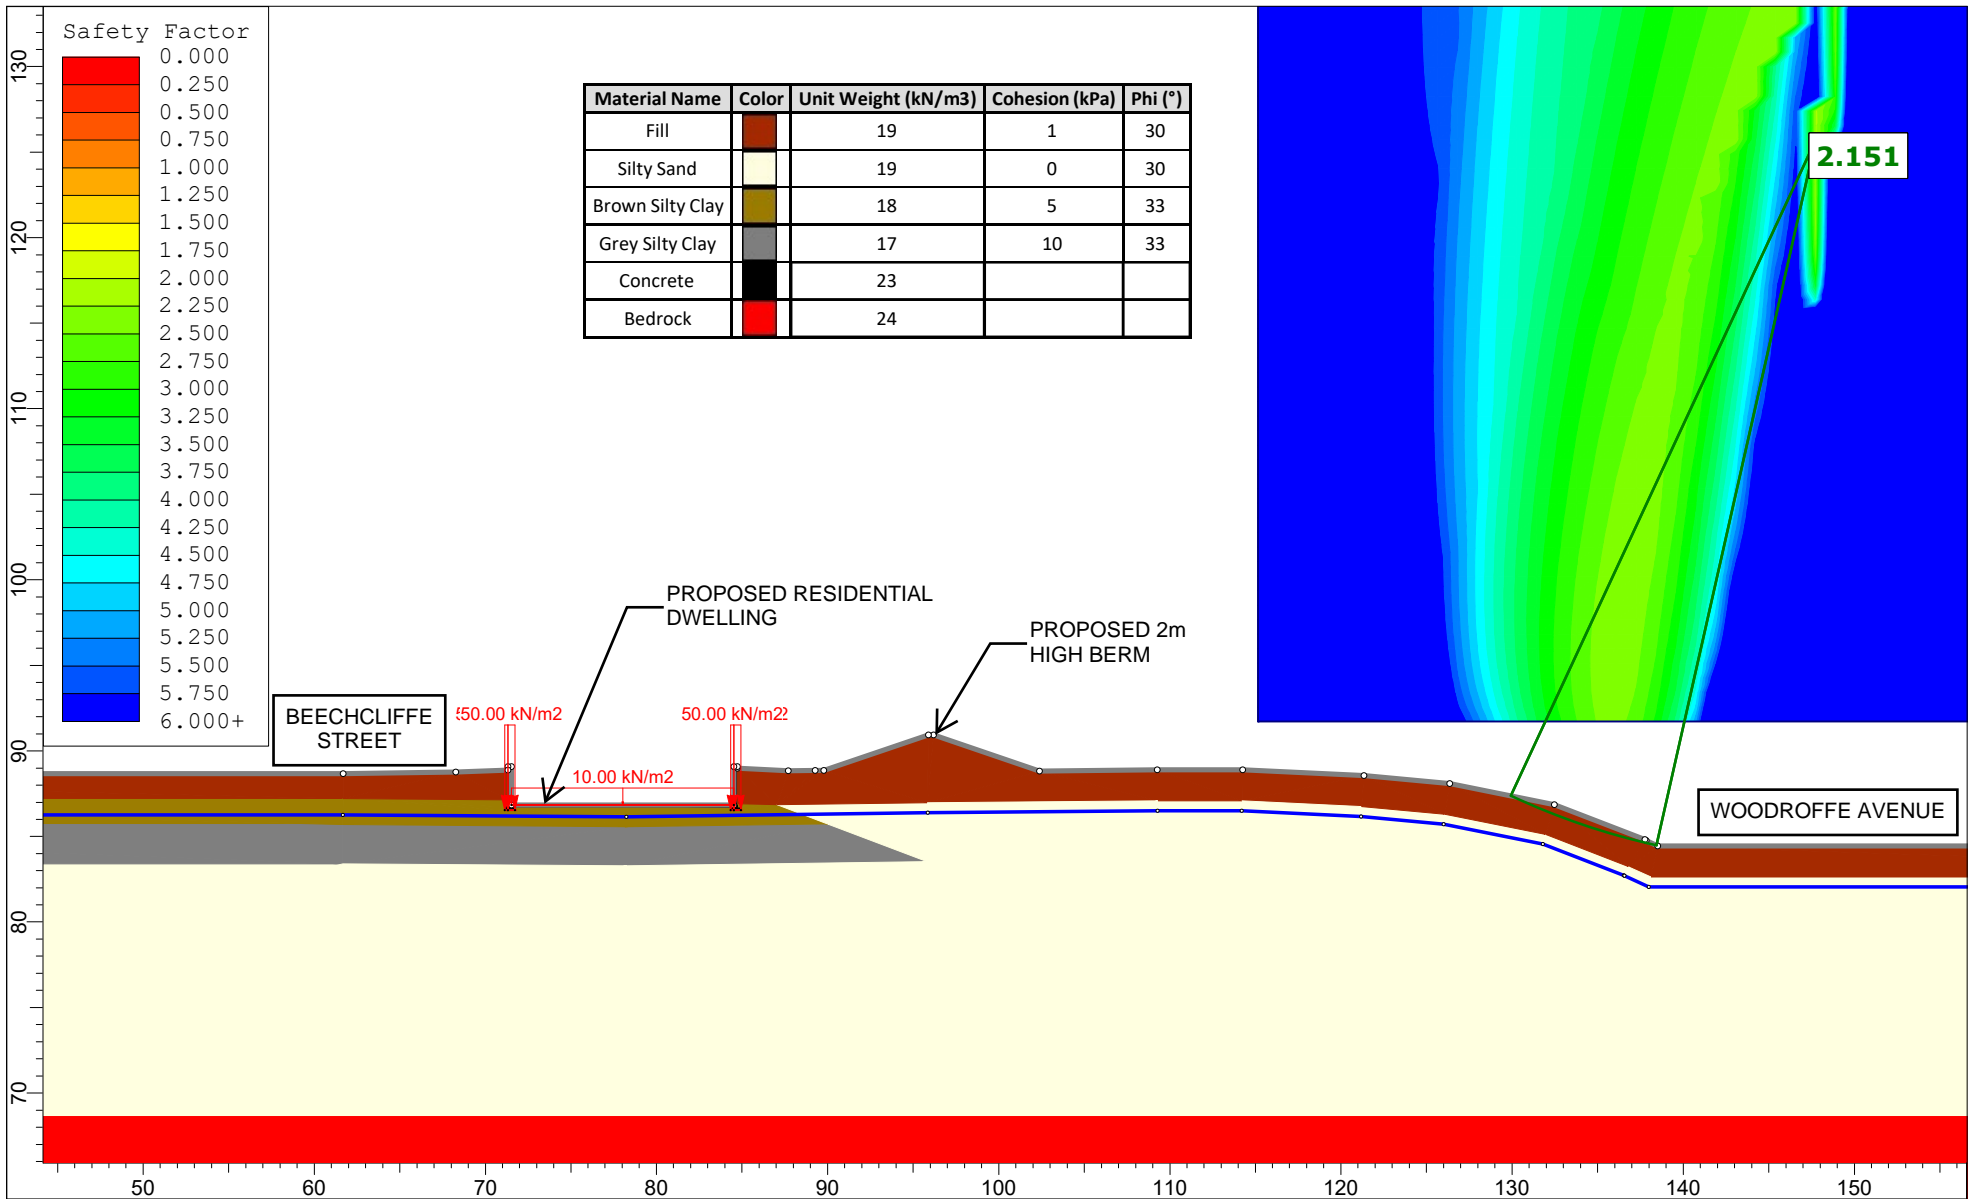 Safety Factor
0.000
0.250
0.500
0.750
1.000
1.250
1.500
1.750
2.000
2.250
2.500
2.750
3.000
3.250
3.500
3.750
4.000
4.250
4.500
4.750
5.000
5.250
5.500
5.750
6.000+
Material Name Color Unit Weight (kN/m3) Cohesion (kPa) Phi (°)
Fill 19 1 30
Silty Sand 19 0 30
Brown Silty Clay 18 5 33
Grey Silty Clay 17 10 33
Concrete 23
Bedrock 24
2.151
PROPOSED RESIDENTIAL
DWELLING
PROPOSED 2m
HIGH BERM
BEECHCLIFFE
STREET
50.00 kN/m2
50.00 kN/m2
10.00 kN/m2
WOODROFFE AVENUE
130
120
110
100
90
80
70
50 60 70 80 90 100 110 120 130 140 150